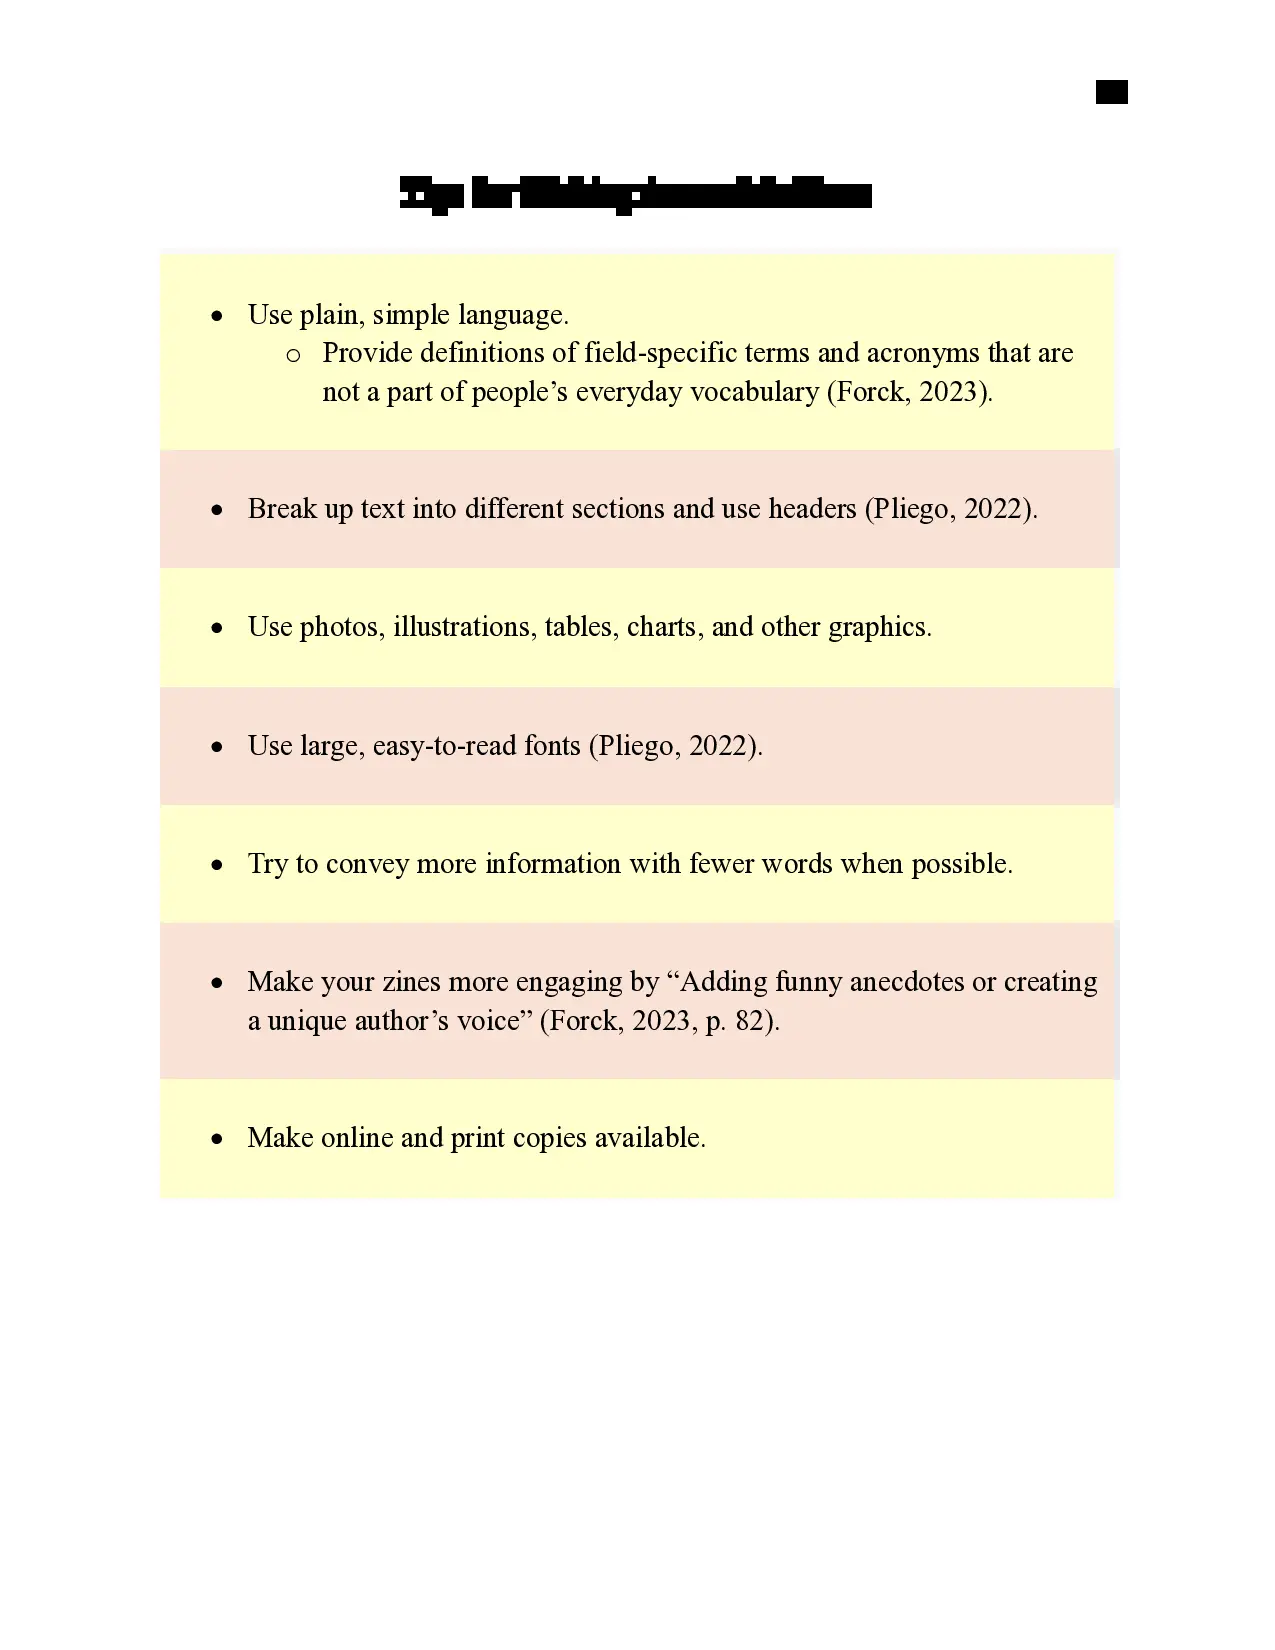 • Use plain, simple language.
o Provide definitions of field-specific terms and acronyms that are
not a part of people’s everyday vocabulary (Forck, 2023).
• Break up text into different sections and use headers (Pliego, 2022).
• Use photos, illustrations, tables, charts, and other graphics.
• Use large, easy-to-read fonts (Pliego, 2022).
• Try to convey more information with fewer words when possible.
• Make your zines more engaging by “Adding funny anecdotes or creating
a unique author’s voice” (Forck, 2023, p. 82).
• Make online and print copies available.